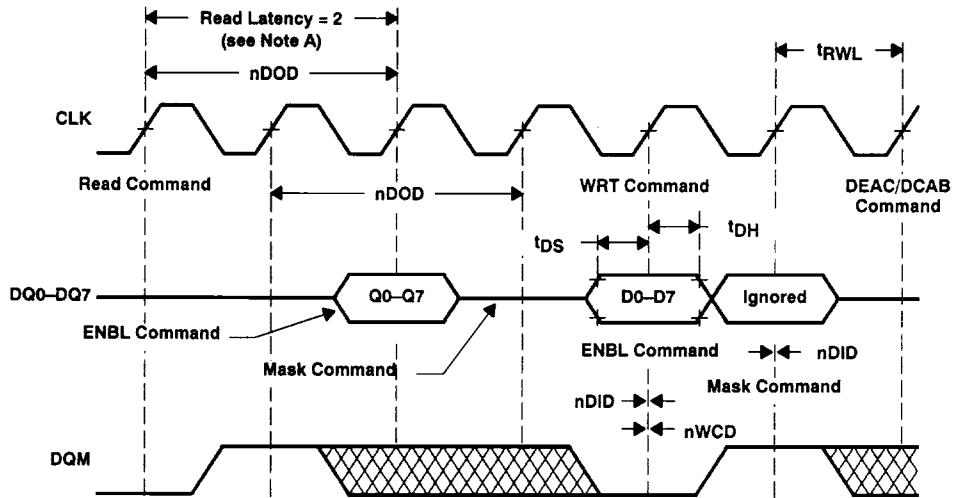 Read Latency = 2
(see Note A)
tRWL
nDOD
CLK
Read Command
nDOD
WRT Command
DEAC/DCAB
Command
tDS
tDH
DQ0–DQ7
Q0–Q7
D0–D7
Ignored
ENBL Command
Mask Command
ENBL Command
nDID
Mask Command
nDID
nWCD
DQM